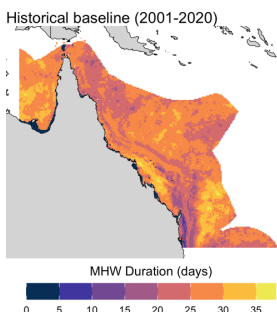 Historical baseline (2001-2020)
MHW Duration (days)
0 5 10 15 20 25 30 35